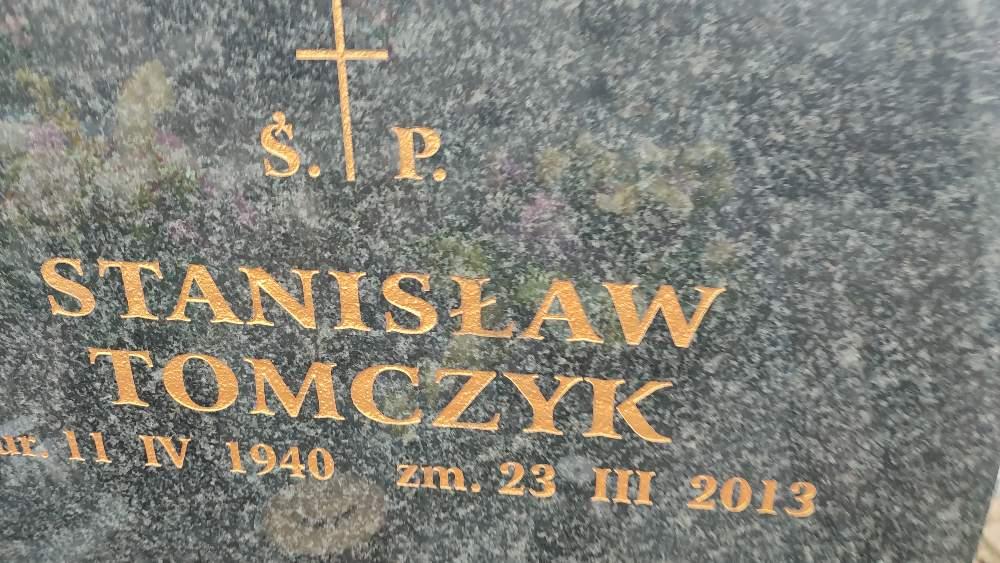 Ś. P.
STANISŁAW
TOMCZYK
ur. 11 IV 1940 zm. 23 III 2013